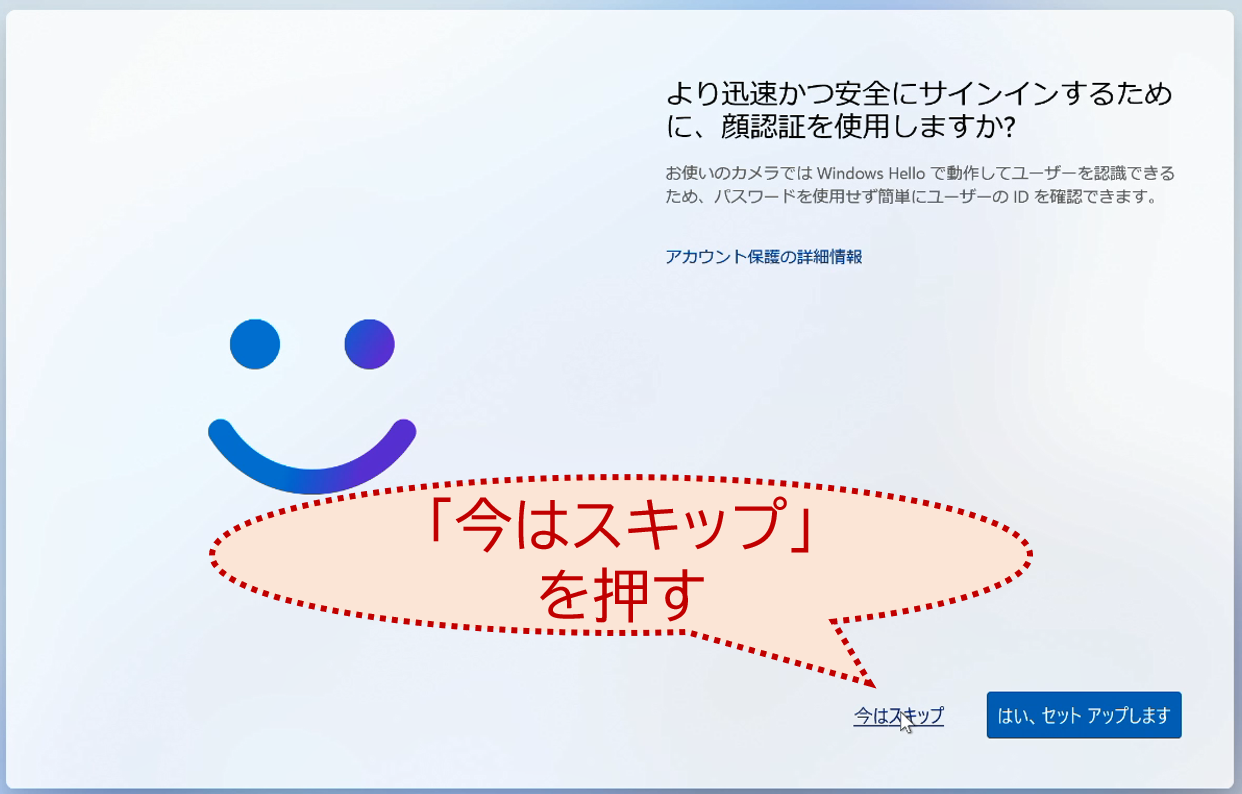 より迅速かつ安全にサインインするため
に、顔認証を使用しますか?
お使いのカメラでは Windows Hello で動作してユーザーを認識できる
ため、パスワードを使用せず簡単にユーザーの ID を確認できます。
アカウント保護の詳細情報
「今はスキップ」
を押す
今はスキップ
はい、セット アップします